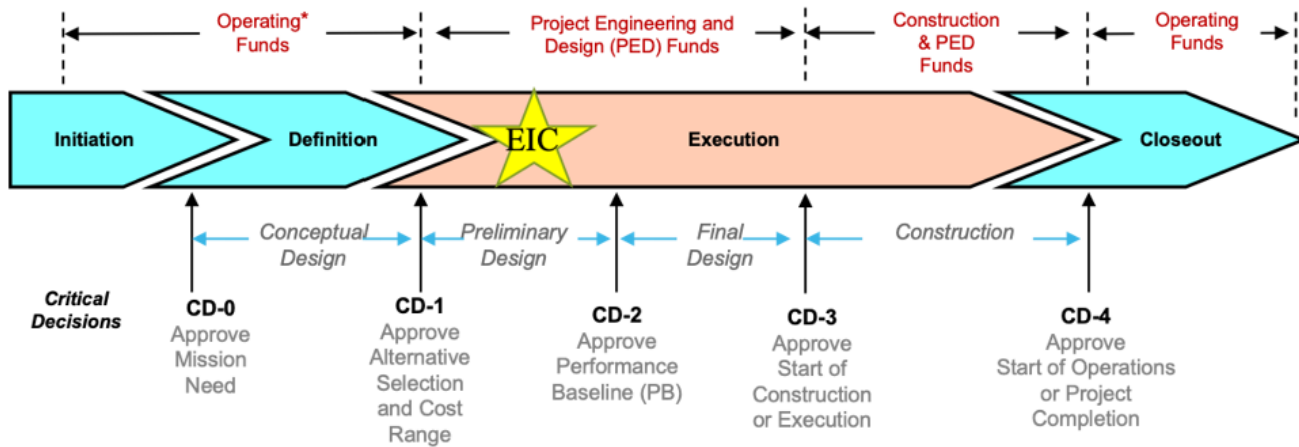 Operating*
Funds
Project Engineering and
Design (PED) Funds
Construction
& PED
Funds
Operating
Funds
Initiation
Definition
EIC
Execution
Closeout
Conceptual
Design
Preliminary
Design
Final
Design
Construction
Critical
Decisions
CD-0
Approve
Mission
Need
CD-1
Approve
Alternative
Selection
and Cost
Range
CD-2
Approve
Performance
Baseline (PB)
CD-3
Approve
Start of
Construction
or Execution
CD-4
Approve
Start of Operations
or Project
Completion